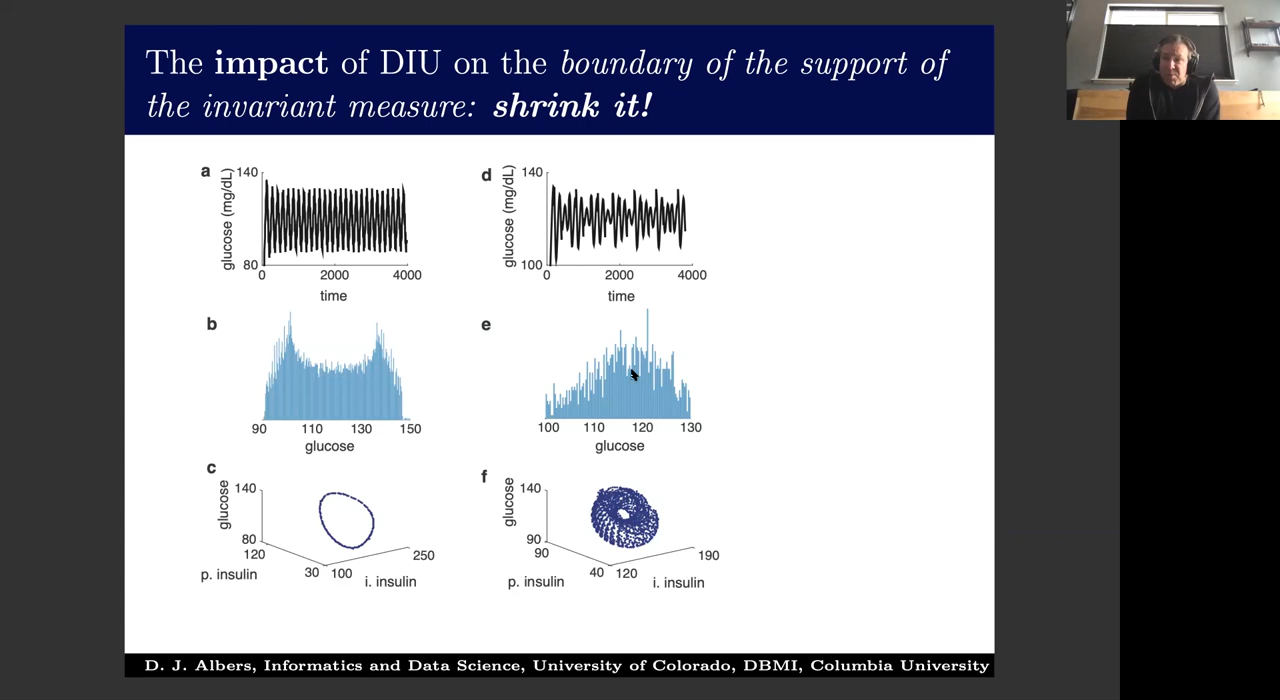 The impact of DIU on the boundary of the support of
the invariant measure: shrink it!
a
glucose (mg/dL)
140
80
0
2000
4000
time
d
glucose (mg/dL)
140
100
0
2000
4000
time
b
90
110
130
150
glucose
e
100
110
120
130
glucose
c
glucose
140
80
120
30
100
250
p. insulin
i. insulin
f
glucose
140
90
90
40
120
190
p. insulin
i. insulin
D. J. Albers, Informatics and Data Science, University of Colorado, DBMI, Columbia University